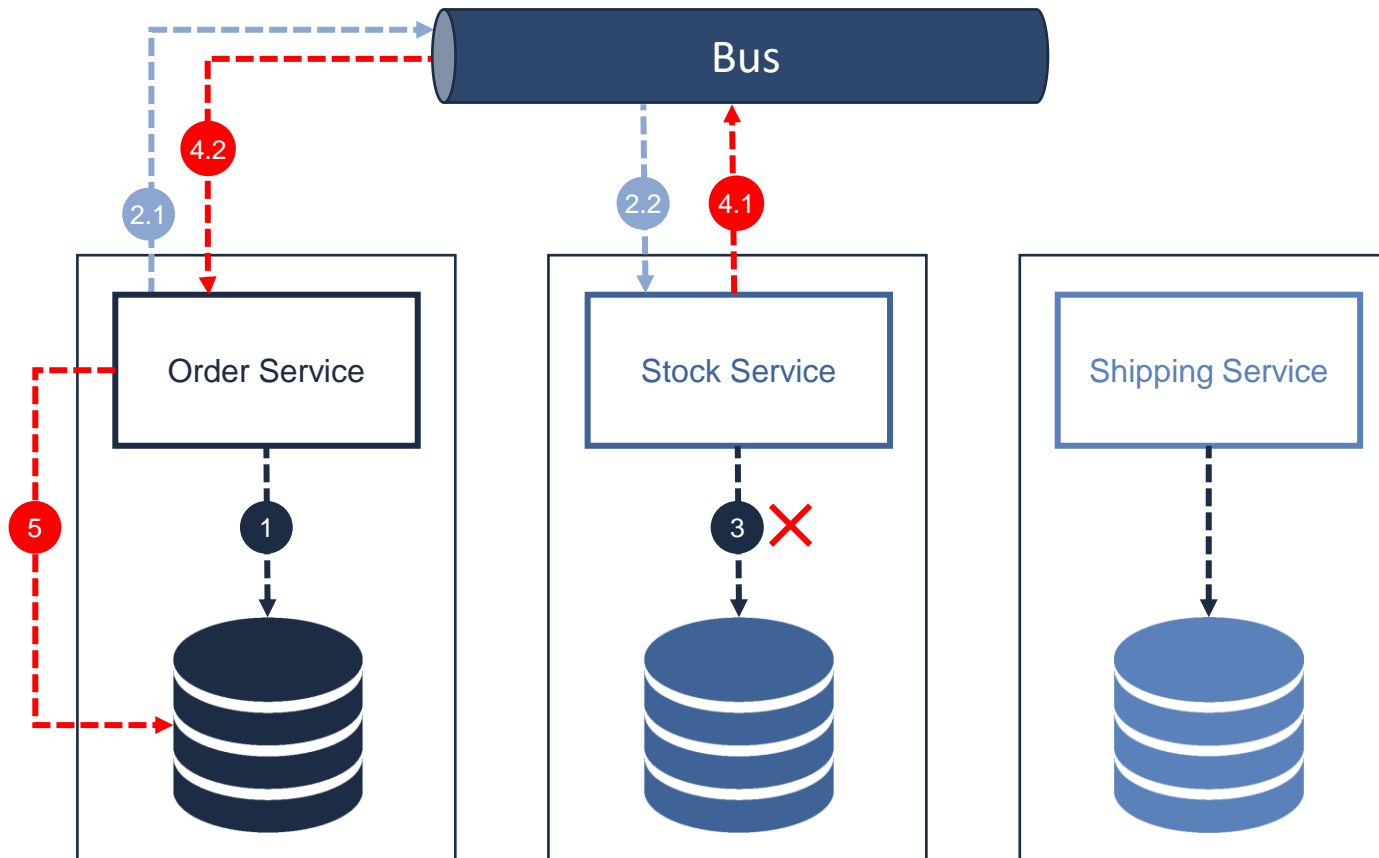 Bus
4.2
2.1
2.2
4.1
Order Service
Stock Service
Shipping Service
5
1
3